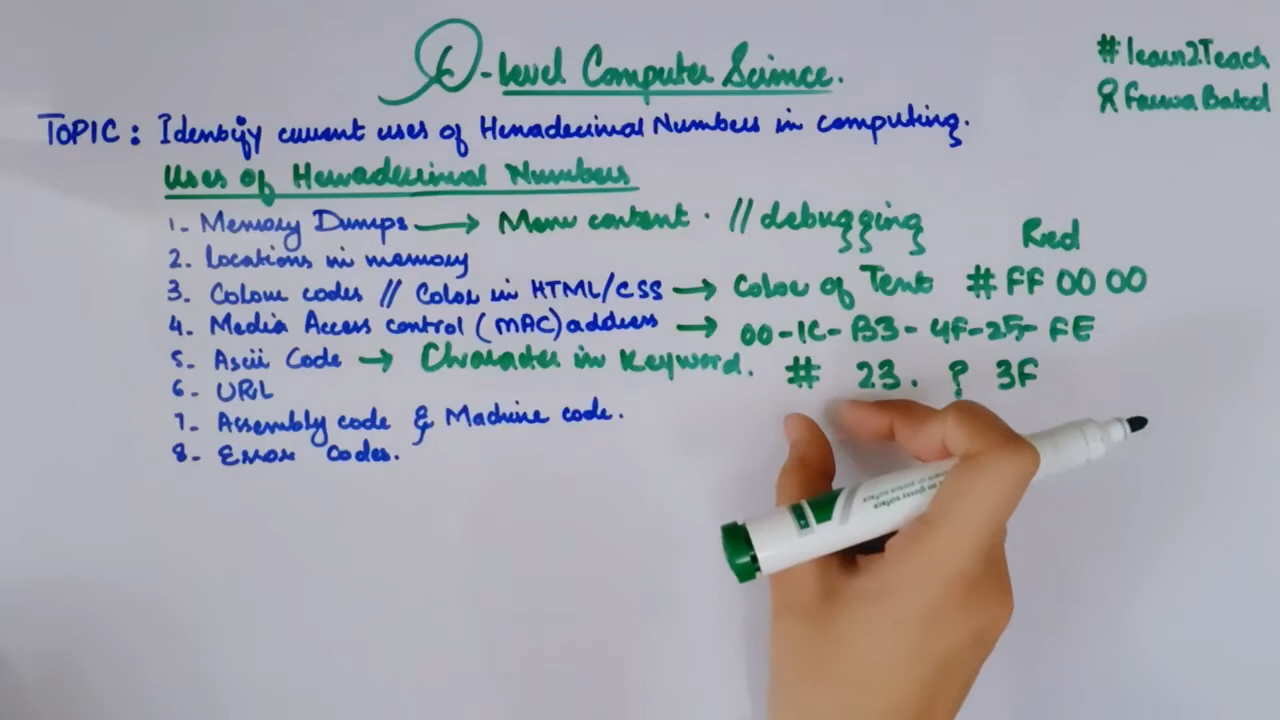 O-level Computer Science.
#learn2Teach
Farwa Batool
TOPIC: Identify current uses of Hexadecimal Numbers in computing.
Uses of Hexadecimal Numbers
1. Memory Dumps → Mem content. // debugging
2. Locations in memory
Red
3. Colour codes // Color in HTML/CSS → Color of Text #FF 00 00
4. Media Access control (MAC) address → 00-1C-B3-4F-25-FE
5. Ascii Code → Character in Keyword. # 23. ? 3F
6- URL
7. Assembly code & Machine code.
8- Error Codes.